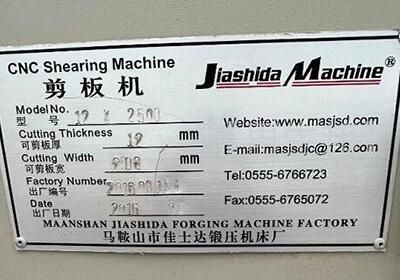 CNC Shearing Machine
剪板机
Jiashida Machine®
Model No.
型 号 12 X 2500
Cutting Thickness 12 mm
可剪板厚
Cutting Width mm
可剪板宽
Factory Number
出厂编号
Date 2016
出厂日期
Website:www.masjsd.com
E-mail:masjsdjc@126.com
Tel:0555-6766723
Fax:0555-6765072
MAANSHAN JIASHIDA FORGING MACHINE FACTORY
马鞍山市佳士达锻压机床厂